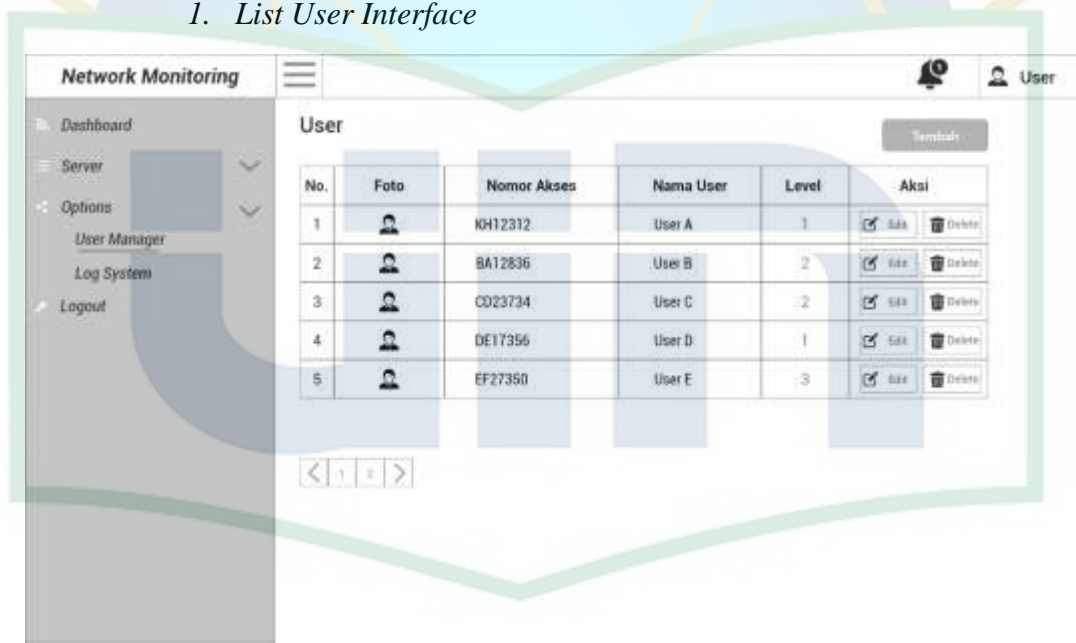 1. List User Interface
Network Monitoring
User
Dashboard
Server
Options
User Manager
Log System
Logout
User
Tambah
No. Foto Nomor Akses Nama User Level Aksi
1 KH12312 User A 1 Edit Delete
2 BA12836 User B 2 Edit Delete
3 CD23734 User C 2 Edit Delete
4 DE17356 User D 1 Edit Delete
5 EF27350 User E 3 Edit Delete
< 1 2 >
uin